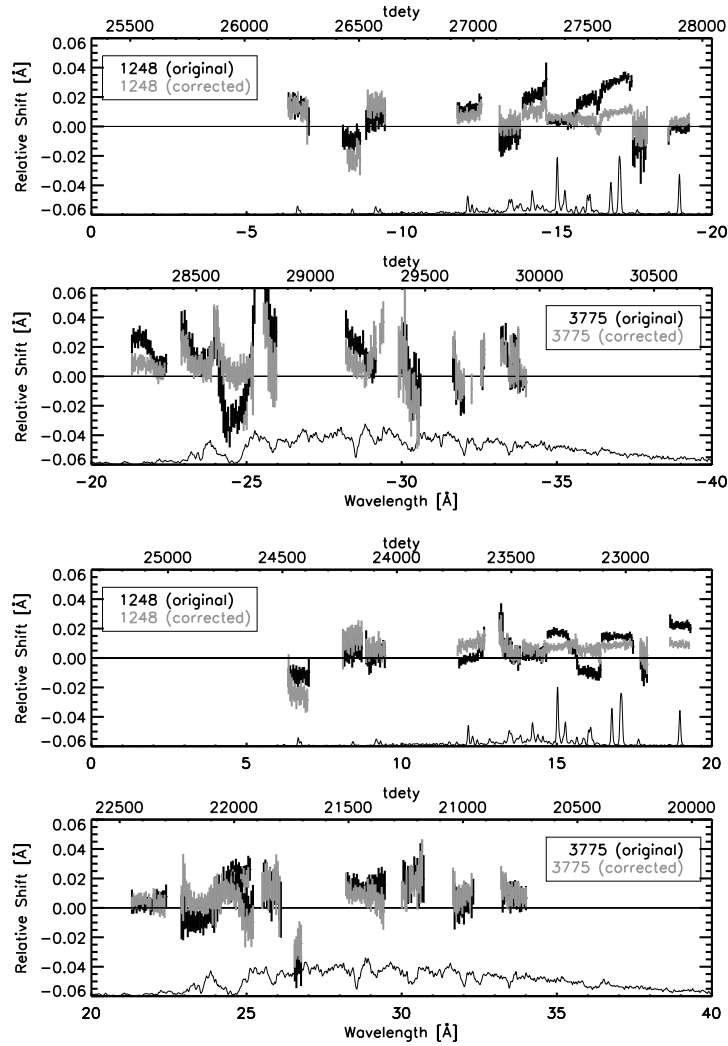 tdety
25500 26000 26500 27000 27500 28000
0.06
0.04
0.02
0.00
−0.02
−0.04
−0.06
Relative Shift [Å]
1248 (original)
1248 (corrected)
0 −5 −10 −15 −20
tdety
28500 29000 29500 30000 30500
0.06
0.04
0.02
0.00
−0.02
−0.04
−0.06
Relative Shift [Å]
3775 (original)
3775 (corrected)
−20 −25 −30 −35 −40
Wavelength [Å]
tdety
25000 24500 24000 23500 23000
0.06
0.04
0.02
0.00
−0.02
−0.04
−0.06
Relative Shift [Å]
1248 (original)
1248 (corrected)
0 5 10 15 20
tdety
22500 22000 21500 21000 20500 20000
0.06
0.04
0.02
0.00
−0.02
−0.04
−0.06
Relative Shift [Å]
3775 (original)
3775 (corrected)
20 25 30 35 40
Wavelength [Å]